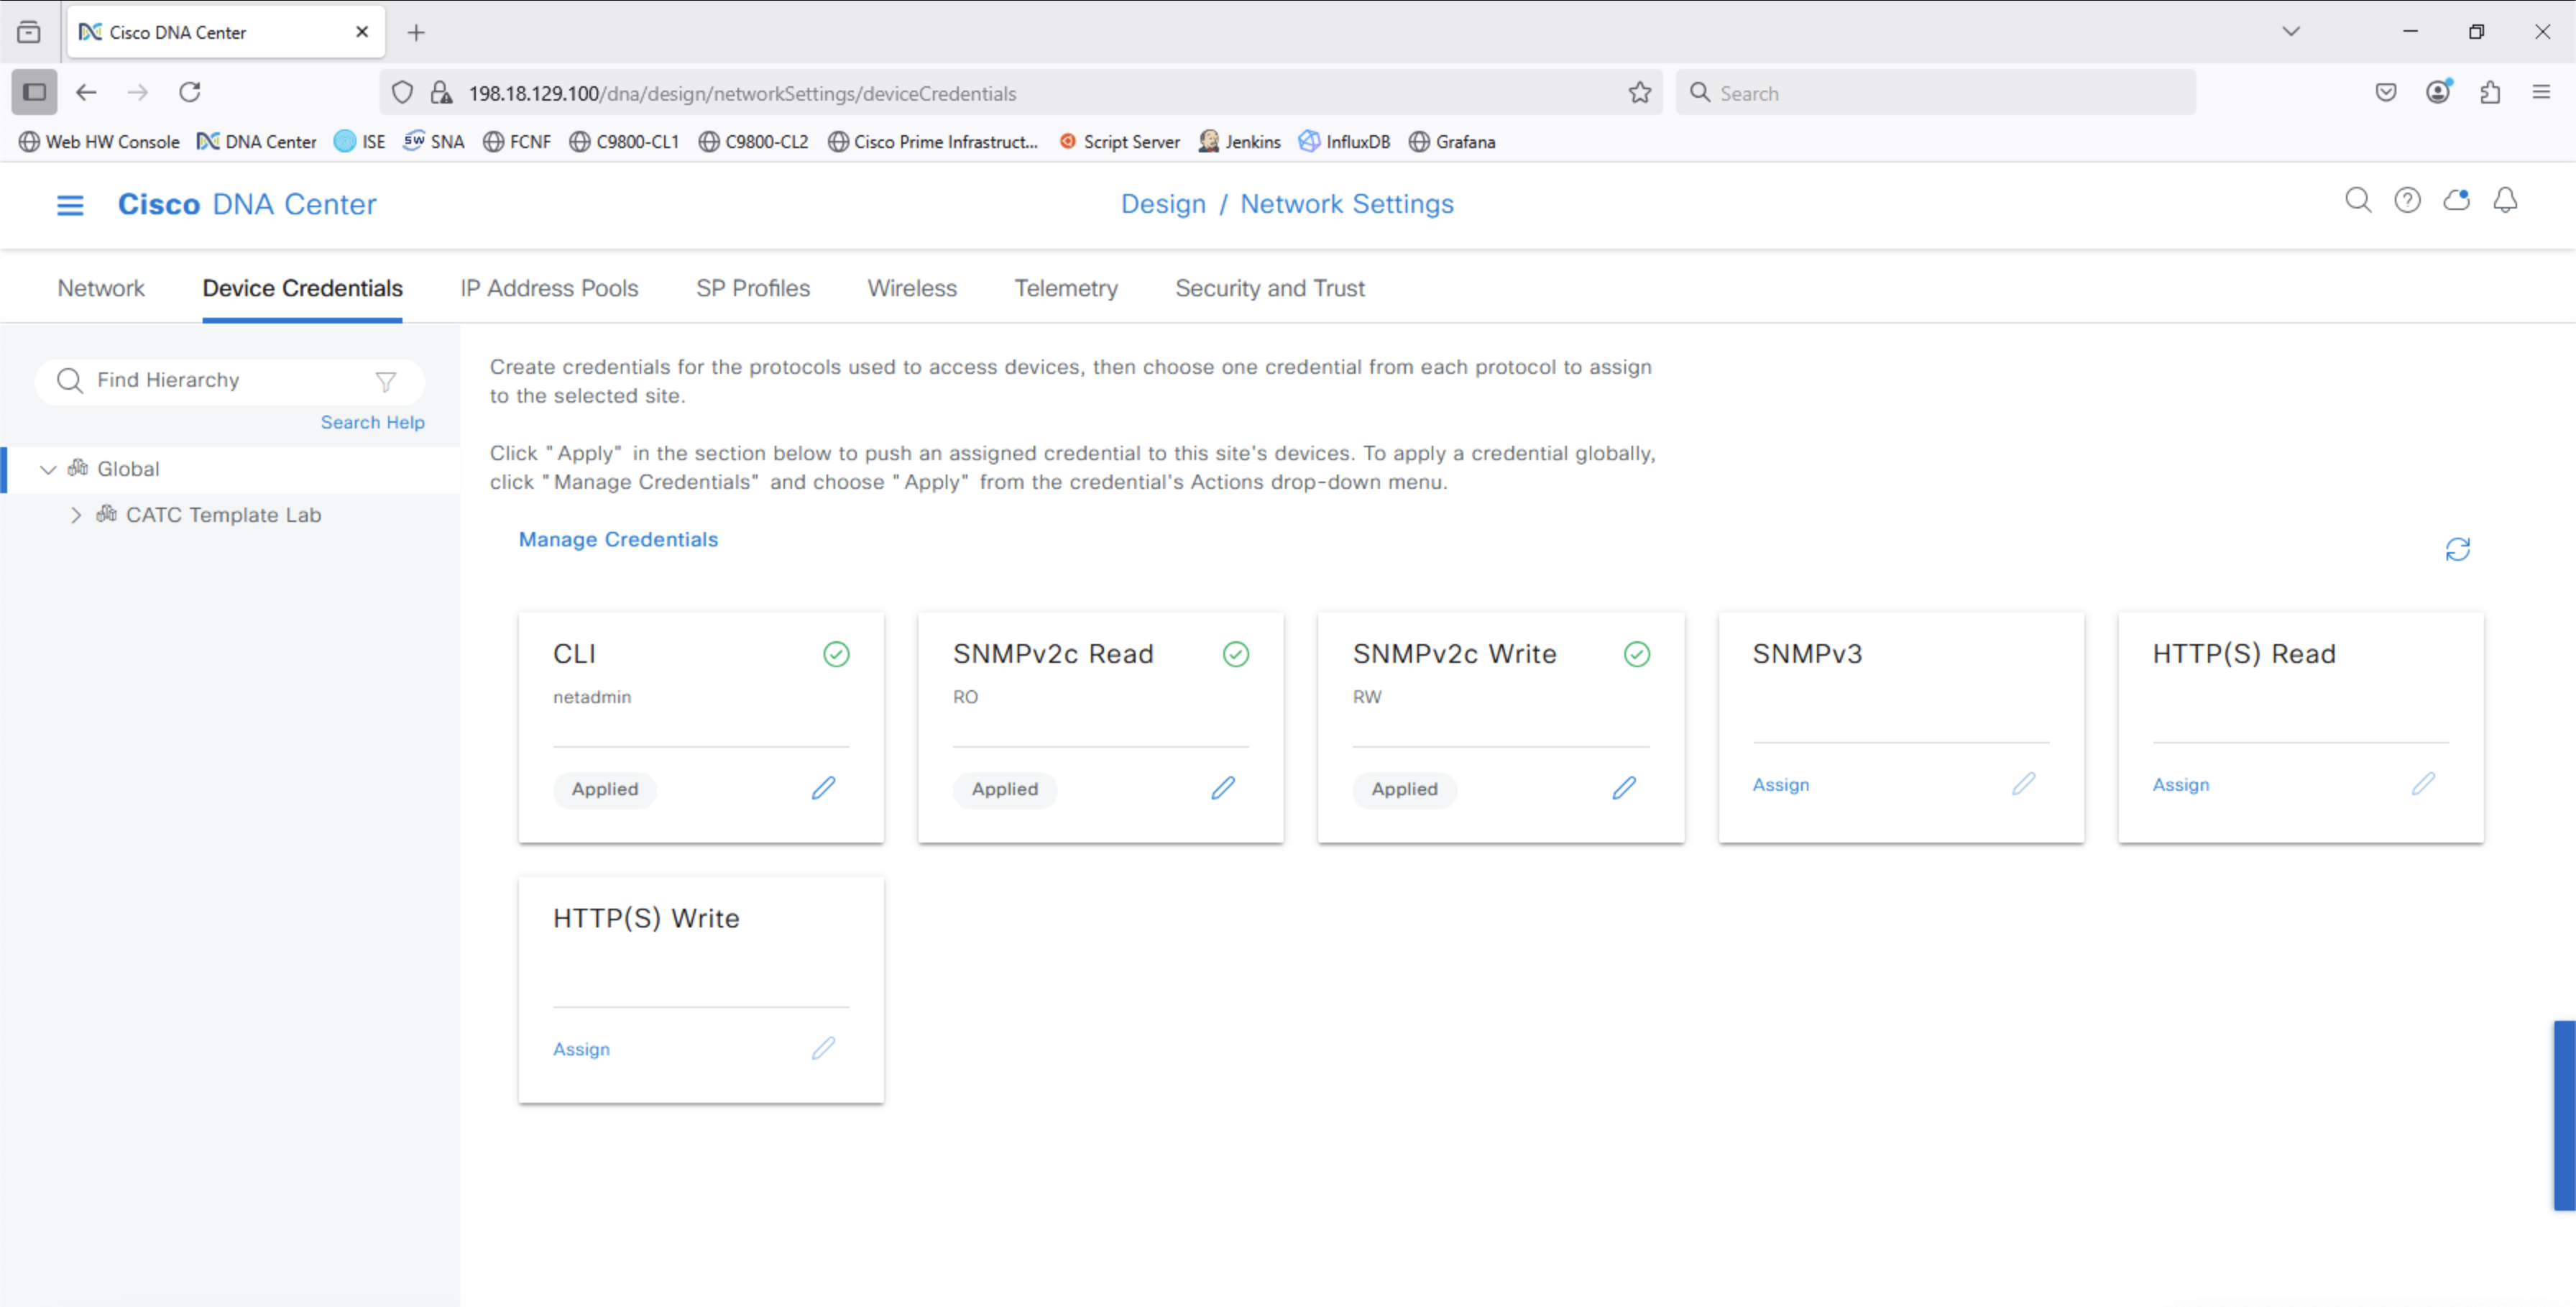 Cisco DNA Center
198.18.129.100/dna/design/networkSettings/deviceCredentials
Search
Web HW Console DNA Center ISE SNA FCNF C9800-CL1 C9800-CL2 Cisco Prime Infrastruct... Script Server Jenkins InfluxDB Grafana
Cisco DNA Center
Design / Network Settings
Network Device Credentials IP Address Pools SP Profiles Wireless Telemetry Security and Trust
Find Hierarchy
Search Help
Global
CATC Template Lab
Create credentials for the protocols used to access devices, then choose one credential from each protocol to assign
to the selected site.
Click "Apply" in the section below to push an assigned credential to this site's devices. To apply a credential globally,
click "Manage Credentials" and choose "Apply" from the credential's Actions drop-down menu.
Manage Credentials
CLI
netadmin
Applied
SNMPv2c Read
RO
Applied
SNMPv2c Write
RW
Applied
SNMPv3
Assign
HTTP(S) Read
Assign
HTTP(S) Write
Assign